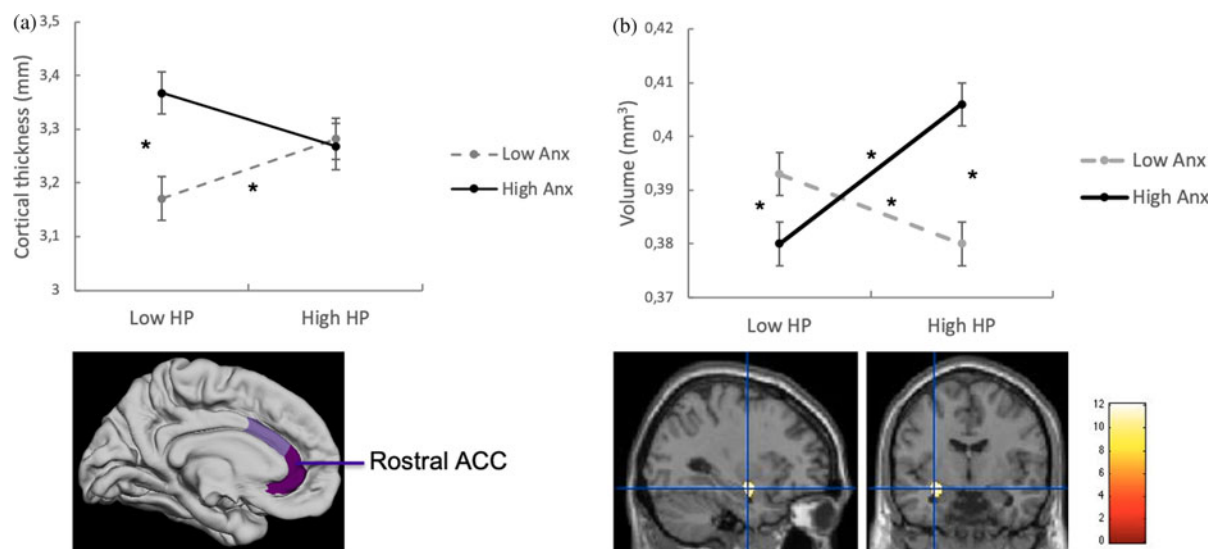 (a)
3,5
3,4
3,3
3,2
3,1
3
Cortical thickness (mm)
*
*
Low HP High HP
Low Anx
High Anx
Rostral ACC
(b)
0,42
0,41
0,4
0,39
0,38
0,37
Volume (mm³)
*
*
*
*
Low HP High HP
Low Anx
High Anx
12
10
8
6
4
2
0